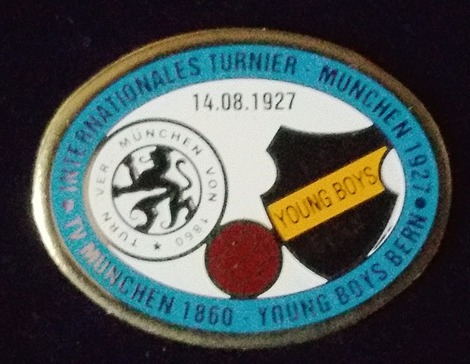 INTERNATIONALES TURNIER MÜNCHEN 1927
14.08.1927
TURN VER MÜNCHEN VON 1860
YOUNG BOYS
TV MÜNCHEN 1860 - YOUNG BOYS BERN